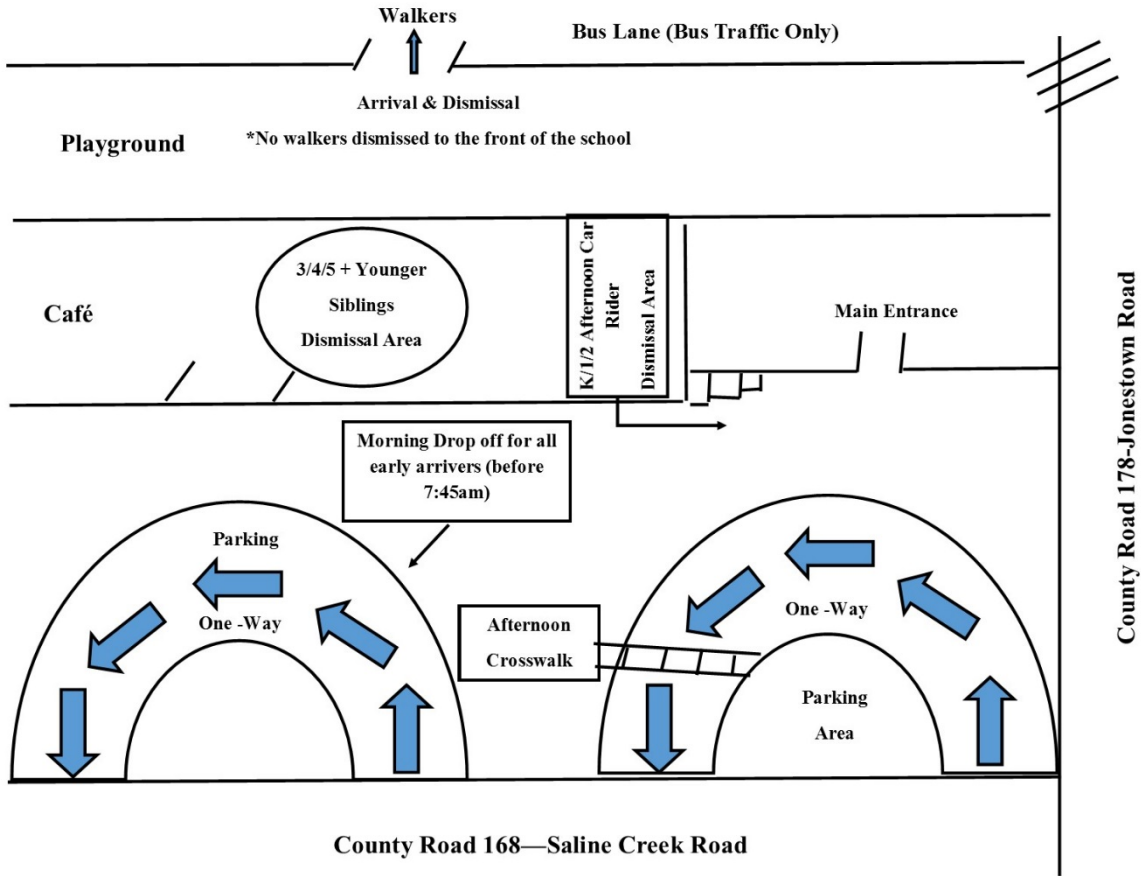 Walkers
Bus Lane (Bus Traffic Only)
Arrival & Dismissal
*No walkers dismissed to the front of the school
Playground
3/4/5 + Younger
Siblings
Dismissal Area
Café
K/1/2 Afternoon Car
Rider
Dismissal Area
Main Entrance
County Road 178-Jonestown Road
Morning Drop off for all
early arrivers (before
7:45am)
Parking
One -Way
Afternoon
Crosswalk
One -Way
Parking
Area
County Road 168—Saline Creek Road